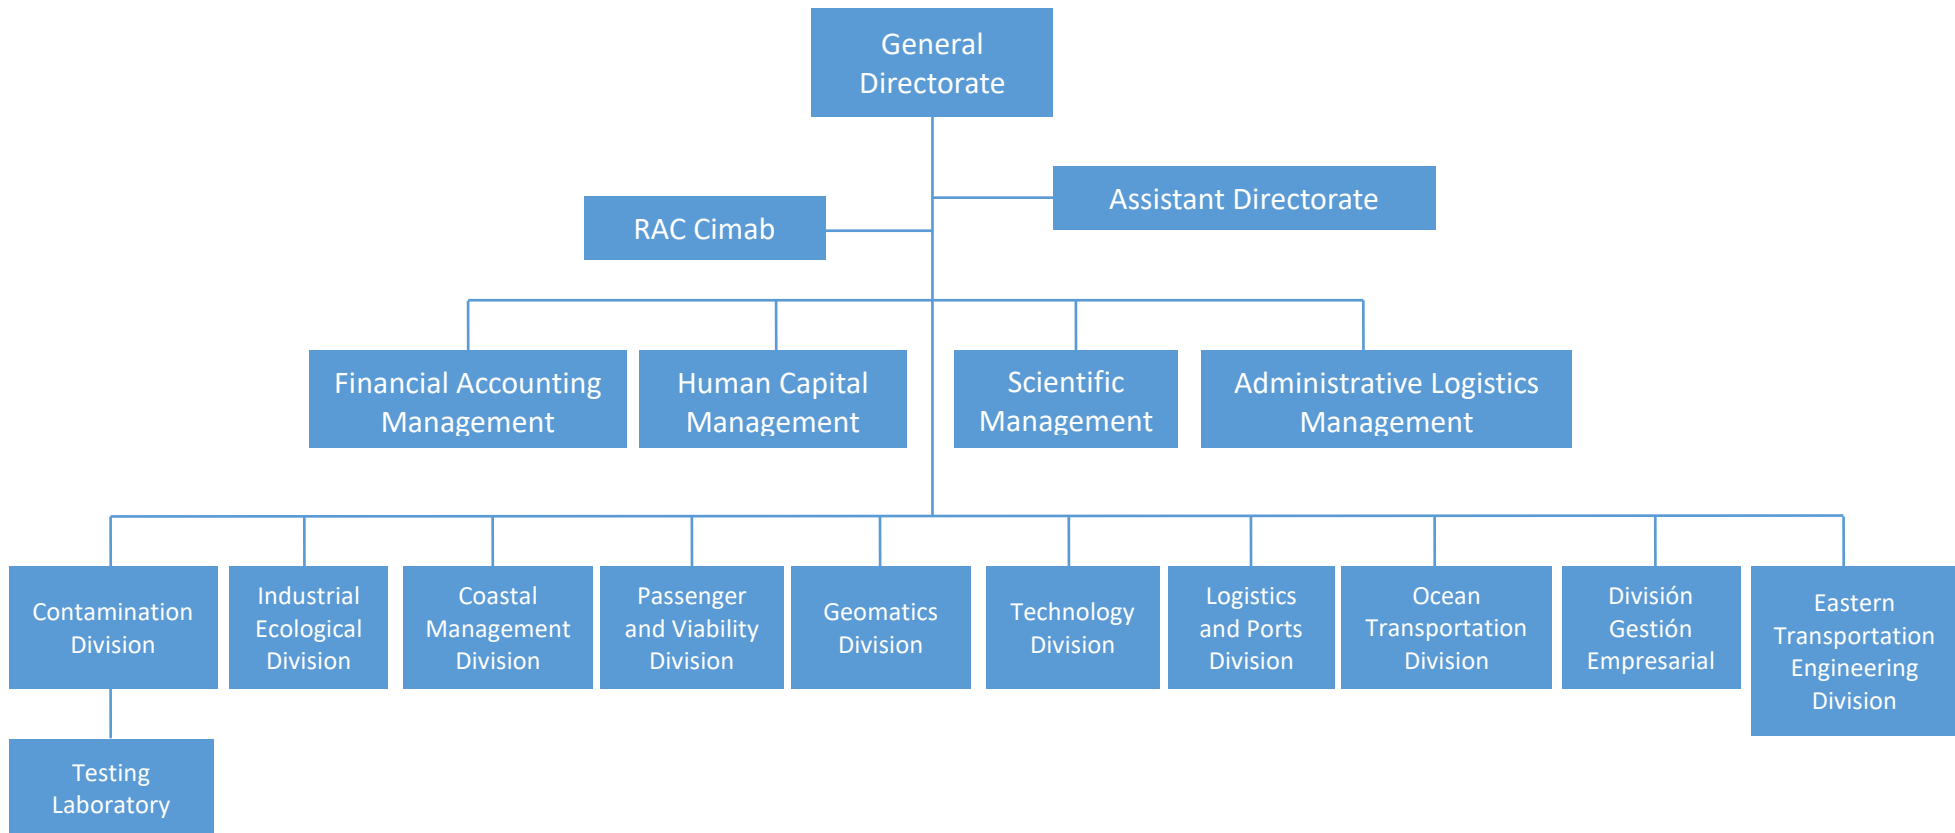 General
Directorate
Assistant Directorate
RAC Cimab
Financial Accounting
Management
Human Capital
Management
Scientific
Management
Administrative Logistics
Management
Contamination
Division
Industrial
Ecological
Division
Coastal
Management
Division
Passenger
and Viability
Division
Geomatics
Division
Technology
Division
Logistics
and Ports
Division
Ocean
Transportation
Division
División
Gestión
Empresarial
Eastern
Transportation
Engineering
Division
Testing
Laboratory